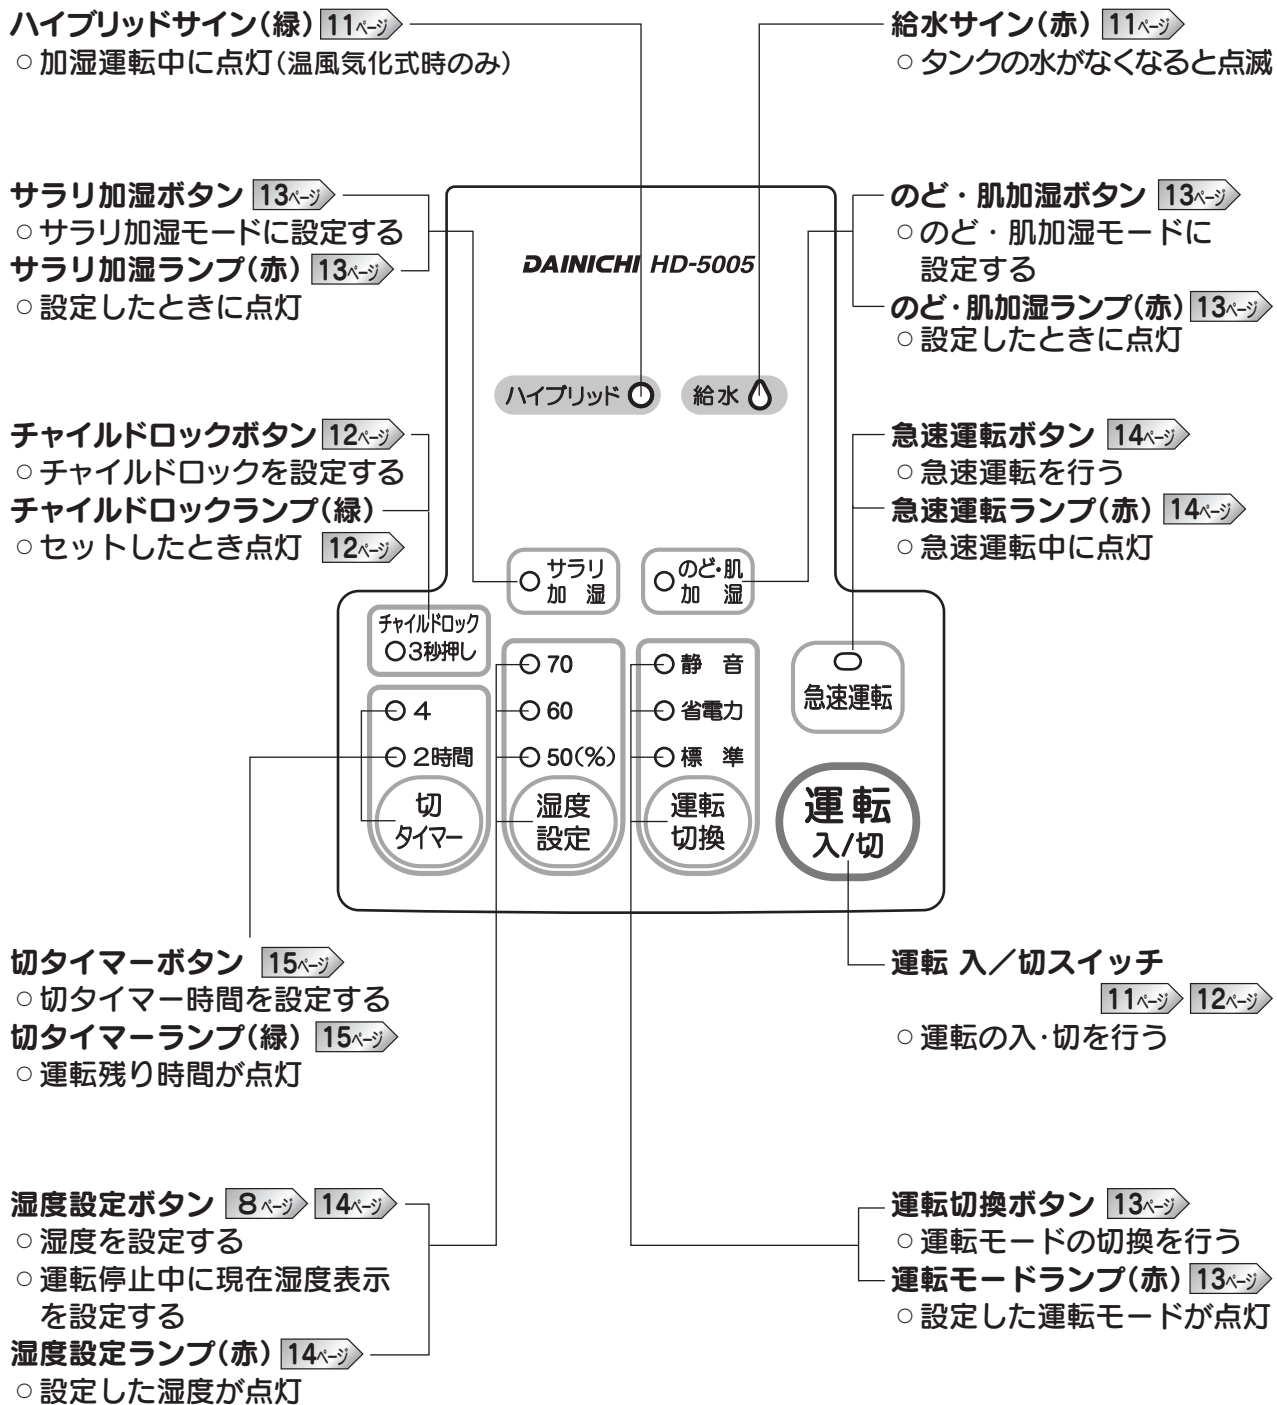 ハイブリッドサイン(緑) 11ページ
○加湿運転中に点灯(温風気化式時のみ)
給水サイン(赤) 11ページ
○タンクの水がなくなると点滅
サラリ加湿ボタン 13ページ
○サラリ加湿モードに設定する
サラリ加湿ランプ(赤) 13ページ
○設定したときに点灯
のど・肌加湿ボタン 13ページ
○のど・肌加湿モードに
設定する
のど・肌加湿ランプ(赤) 13ページ
○設定したときに点灯
DAINICHI HD-5005
ハイブリッド
給水
チャイルドロックボタン 12ページ
○チャイルドロックを設定する
チャイルドロックランプ(緑)
○セットしたとき点灯 12ページ
急速運転ボタン 14ページ
○急速運転を行う
急速運転ランプ(赤) 14ページ
○急速運転中に点灯
サラリ
加 湿
のど・肌
加 湿
チャイルドロック
3秒押し
4
2時間
切
タイマー
70
60
50(%)
湿度
設定
静 音
省電力
標 準
運転
切換
急速運転
運転
入/切
切タイマーボタン 15ページ
○切タイマー時間を設定する
切タイマーランプ(緑) 15ページ
○運転残り時間が点灯
運転 入/切スイッチ
11ページ 12ページ
○運転の入・切を行う
湿度設定ボタン 8ページ 14ページ
○湿度を設定する
○運転停止中に現在湿度表示
を設定する
湿度設定ランプ(赤) 14ページ
○設定した湿度が点灯
運転切換ボタン 13ページ
○運転モードの切換を行う
運転モードランプ(赤) 13ページ
○設定した運転モードが点灯